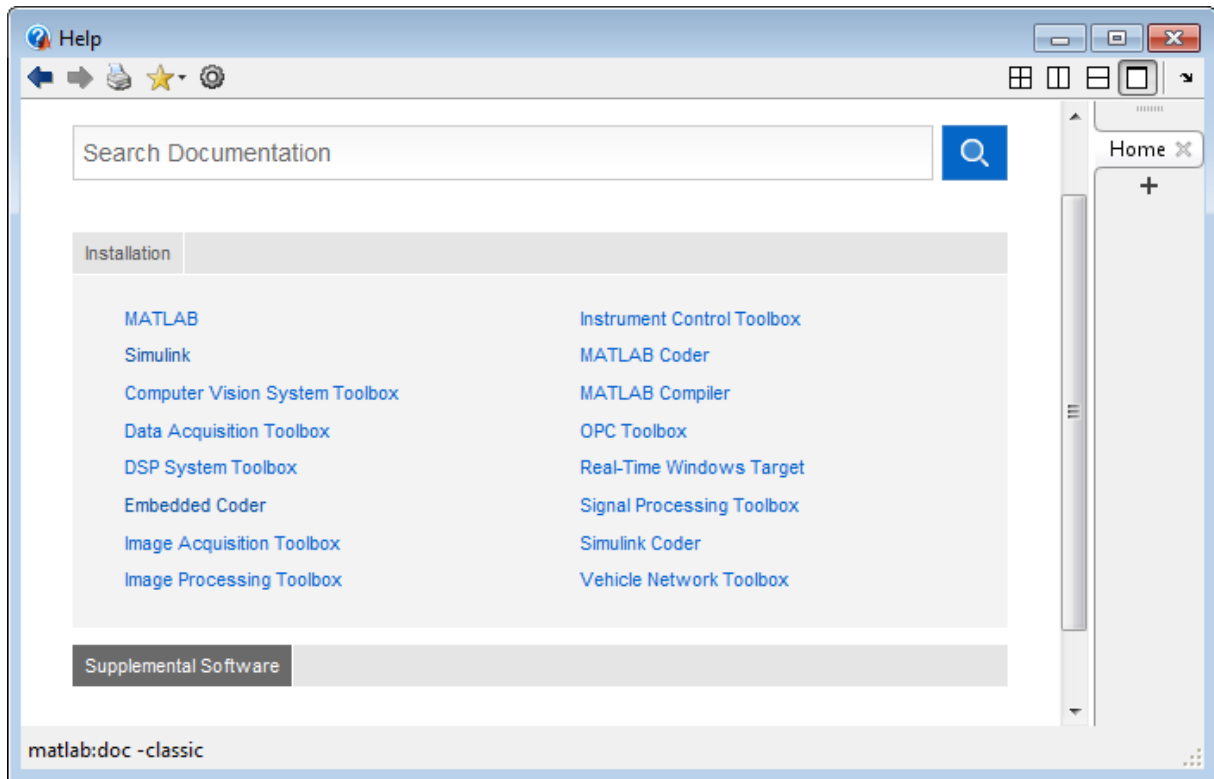 Help
Search Documentation
Home
Installation
MATLAB
Simulink
Computer Vision System Toolbox
Data Acquisition Toolbox
DSP System Toolbox
Embedded Coder
Image Acquisition Toolbox
Image Processing Toolbox
Instrument Control Toolbox
MATLAB Coder
MATLAB Compiler
OPC Toolbox
Real-Time Windows Target
Signal Processing Toolbox
Simulink Coder
Vehicle Network Toolbox
Supplemental Software
matlab:doc -classic